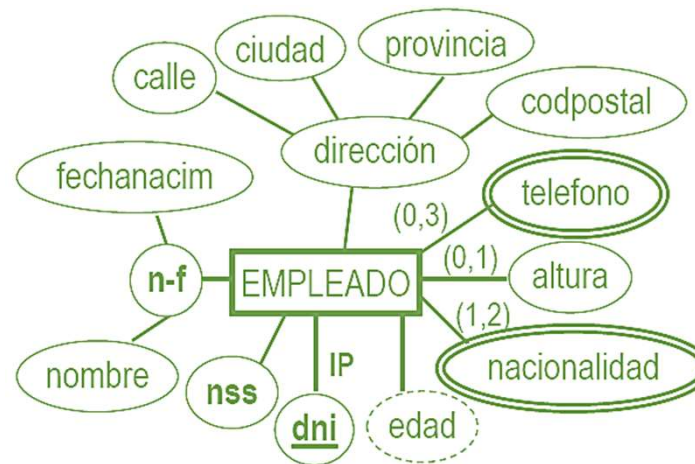 ciudad
provincia
calle
codpostal
dirección
fechanacim
telefono
(0,3)
n-f
EMPLEADO
(0,1)
altura
(1,2)
nombre
nss
IP
nacionalidad
dni
edad